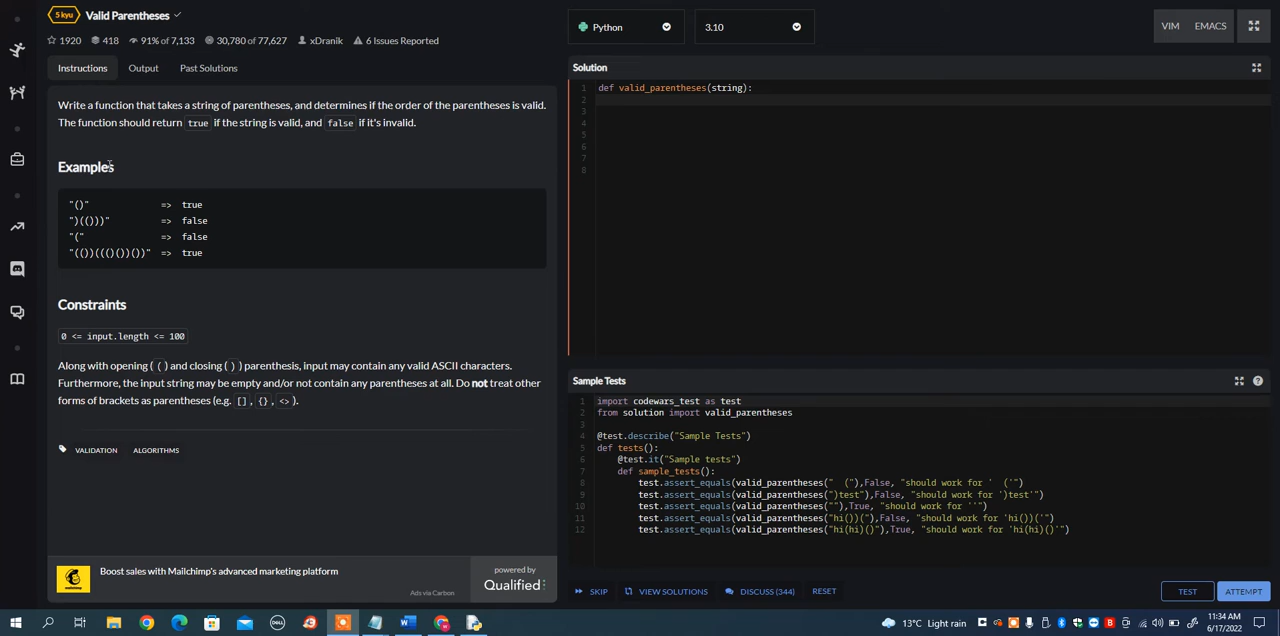 5 kyu Valid Parentheses
1920 418 91% of 7,133 30,780 of 77,627 xDranik 6 Issues Reported
Instructions Output Past Solutions
Write a function that takes a string of parentheses, and determines if the order of the parentheses is valid.
The function should return true if the string is valid, and false if it's invalid.
Examples
"()" => true
")(()))" => false
"(" => false
"(())((()())())" => true
Constraints
0 <= input.length <= 100
Along with opening ( ( ) and closing ( ) ) parenthesis, input may contain any valid ASCII characters.
Furthermore, the input string may be empty and/or not contain any parentheses at all. Do not treat other
forms of brackets as parentheses (e.g. [] , {} , <> ).
VALIDATION ALGORITHMS
Boost sales with Mailchimp's advanced marketing platform
Ads via Carbon
powered by
Qualified
Python 3.10 VIM EMACS
Solution
1 def valid_parentheses(string):
2
3
4
5
6
7
8
Sample Tests
1 import codewars_test as test
2 from solution import valid_parentheses
3
4 @test.describe("Sample Tests")
5 def tests():
6 @test.it("Sample tests")
7 def sample_tests():
8 test.assert_equals(valid_parentheses("  ("),False, "should work for '  ('")
9 test.assert_equals(valid_parentheses(")test"),False, "should work for ')test'")
10 test.assert_equals(valid_parentheses(""),True, "should work for ''")
11 test.assert_equals(valid_parentheses("hi())("),False, "should work for 'hi())('")
12 test.assert_equals(valid_parentheses("hi(hi)()"),True, "should work for 'hi(hi)()'")
SKIP VIEW SOLUTIONS DISCUSS (344) RESET TEST ATTEMPT
13°C Light rain
11:34 AM
6/17/2022